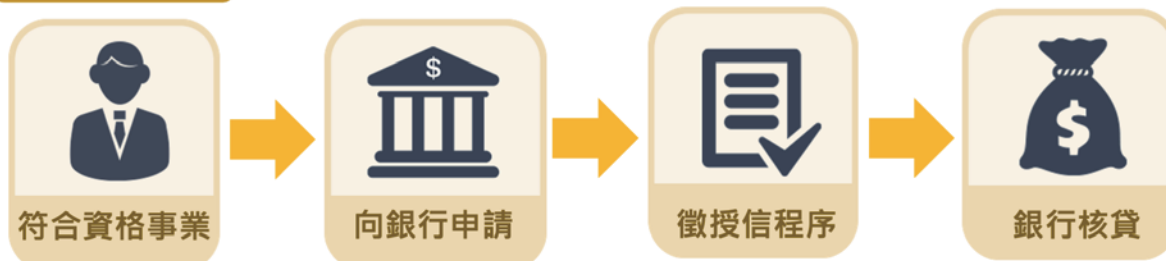 符合資格事業
$
向銀行申請
徵授信程序
$
銀行核貸